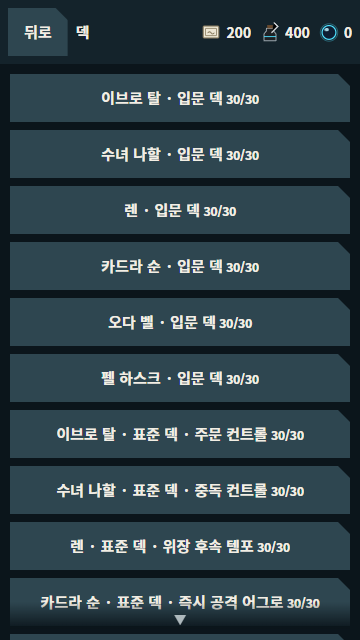 뒤로 덱 200 400 0
이브로 탈 · 입문 덱 30/30
수녀 나할 · 입문 덱 30/30
렌 · 입문 덱 30/30
카드라 순 · 입문 덱 30/30
오다 벨 · 입문 덱 30/30
펠 하스크 · 입문 덱 30/30
이브로 탈 · 표준 덱 · 주문 컨트롤 30/30
수녀 나할 · 표준 덱 · 중독 컨트롤 30/30
렌 · 표준 덱 · 위장 후속 템포 30/30
카드라 순 · 표준 덱 · 즉시 공격 어그로 30/30